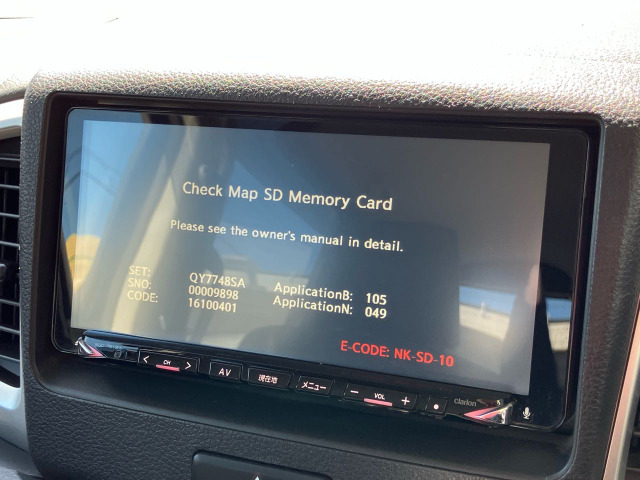 Check Map SD Memory Card
Please see the owner's manual in detail.
SET: QY7748SA ApplicationB: 105
SNO: 00009898 ApplicationN: 049
CODE: 16100401
E-CODE: NK-SD-10
< CH >
AV
現在地
メニュー
− VOL +
clarion